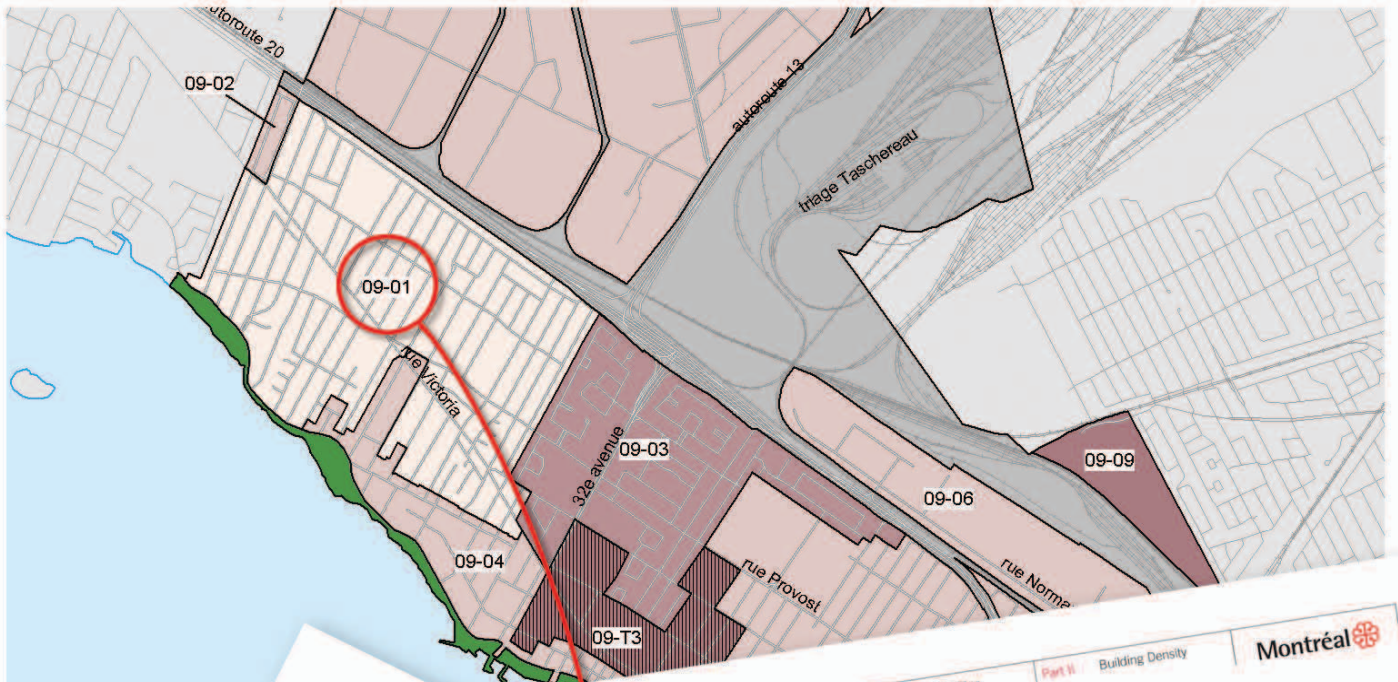 autoroute 20
09-02
autoroute 13
triage Taschereau
09-01
rue Victoria
32e avenue
09-03
09-09
09-06
09-04
rue Provost
rue Norma
09-T3
Part II Building Density
Montréal